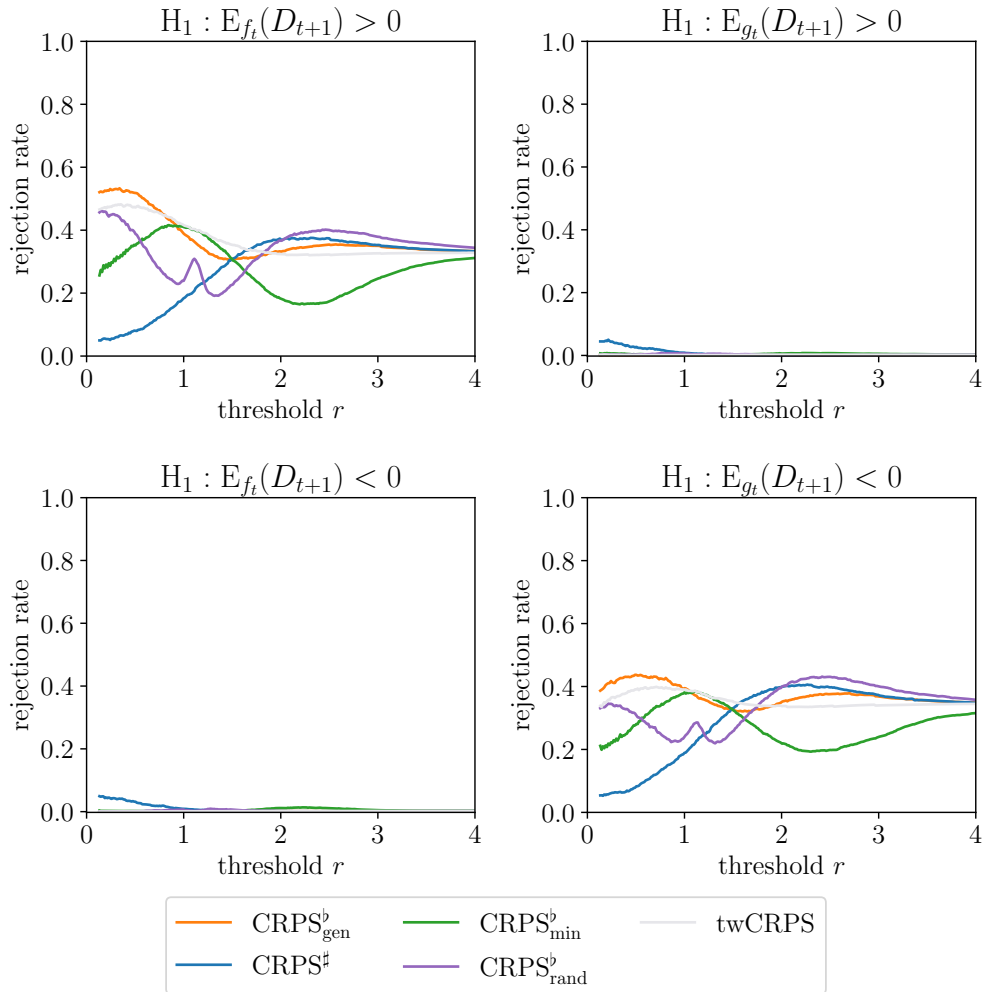 H₁ : E_{f_t}(D_{t+1}) > 0
H₁ : E_{g_t}(D_{t+1}) > 0
rejection rate
1.0
0.8
0.6
0.4
0.2
0.0
0 1 2 3 4
threshold r
rejection rate
1.0
0.8
0.6
0.4
0.2
0.0
0 1 2 3 4
threshold r
H₁ : E_{f_t}(D_{t+1}) < 0
H₁ : E_{g_t}(D_{t+1}) < 0
rejection rate
1.0
0.8
0.6
0.4
0.2
0.0
0 1 2 3 4
threshold r
rejection rate
1.0
0.8
0.6
0.4
0.2
0.0
0 1 2 3 4
threshold r
CRPS^♭_{gen} CRPS^♭_{min} twCRPS
CRPS^♯ CRPS^♭_{rand}